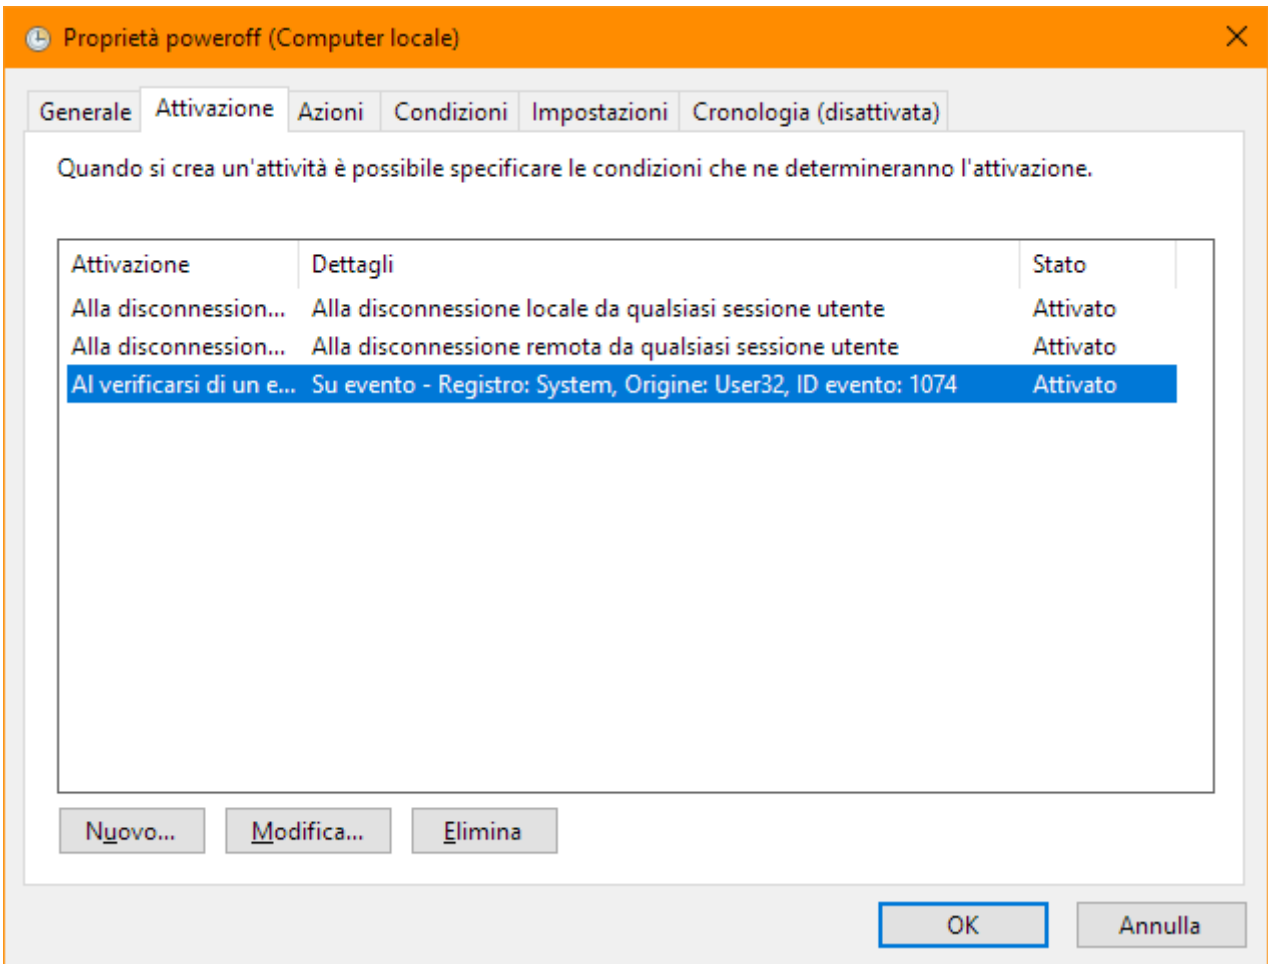 Proprietà poweroff (Computer locale)
Generale Attivazione Azioni Condizioni Impostazioni Cronologia (disattivata)
Quando si crea un'attività è possibile specificare le condizioni che ne determineranno l'attivazione.
Attivazione Dettagli Stato
Alla disconnession... Alla disconnessione locale da qualsiasi sessione utente Attivato
Alla disconnession... Alla disconnessione remota da qualsiasi sessione utente Attivato
Al verificarsi di un e... Su evento - Registro: System, Origine: User32, ID evento: 1074 Attivato
Nuovo... Modifica... Elimina
OK Annulla